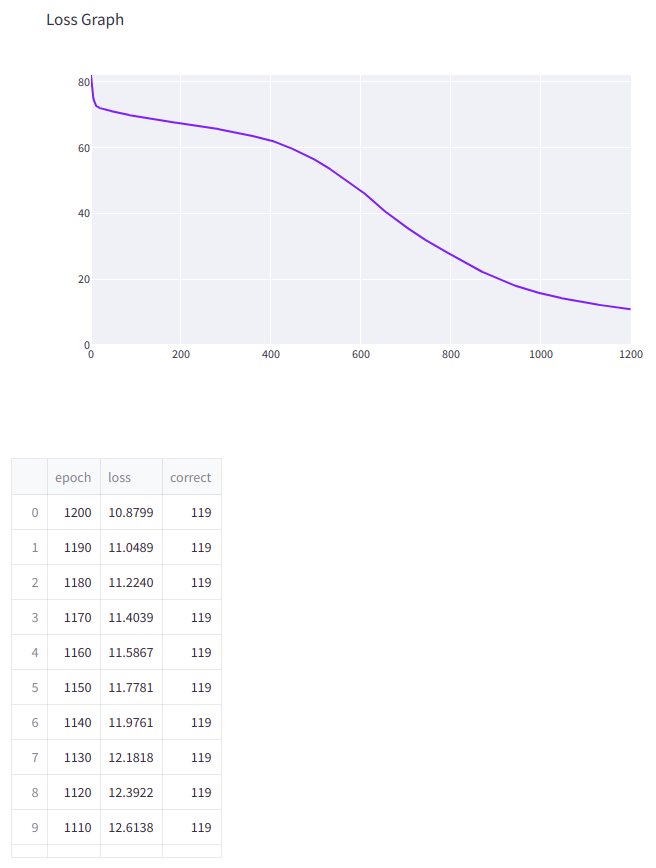 Loss Graph
80
60
40
20
0
0 200 400 600 800 1000 1200
epoch loss correct
0 1200 10.8799 119
1 1190 11.0489 119
2 1180 11.2240 119
3 1170 11.4039 119
4 1160 11.5867 119
5 1150 11.7781 119
6 1140 11.9761 119
7 1130 12.1818 119
8 1120 12.3922 119
9 1110 12.6138 119